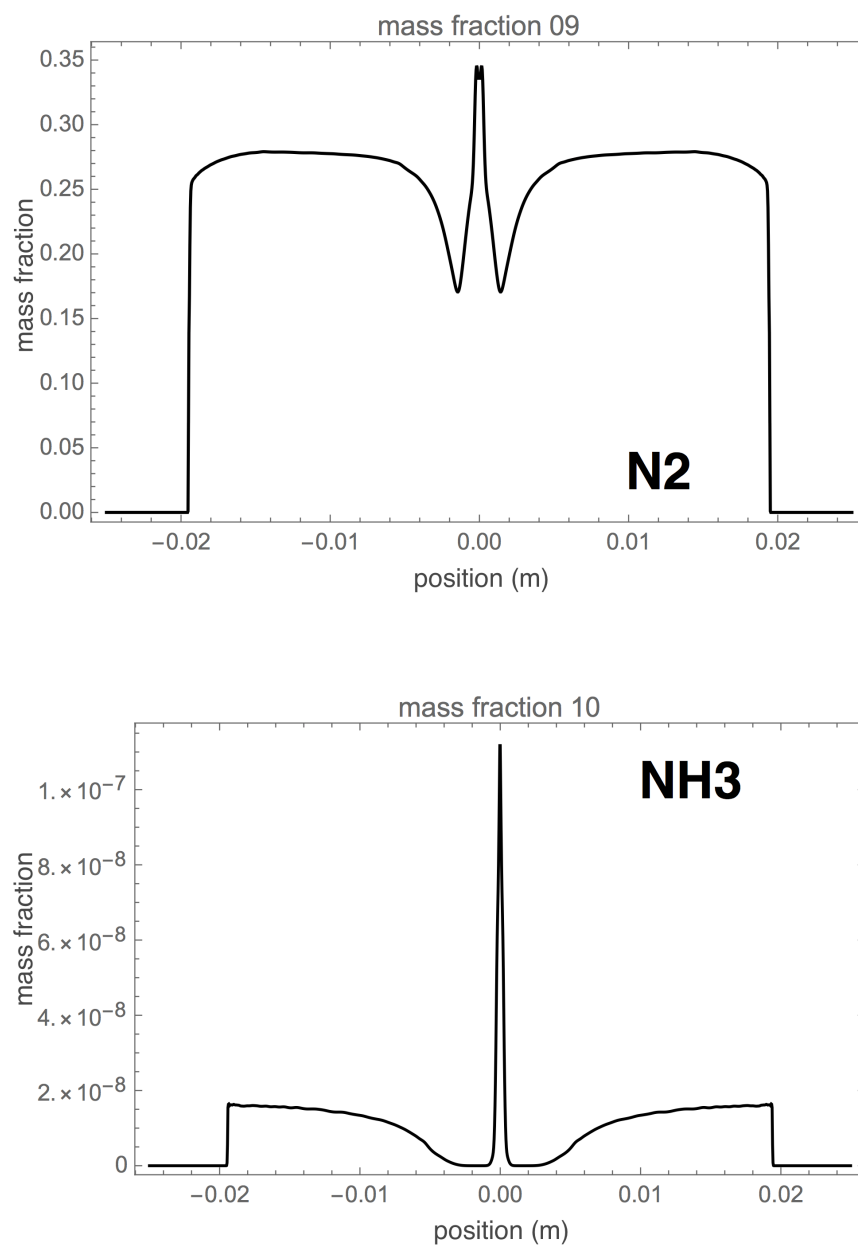 mass fraction 09
0.35
0.30
0.25
0.20
0.15
0.10
0.05
0.00
mass fraction
N2
−0.02 −0.01 0.00 0.01 0.02
position (m)
mass fraction 10
NH3
1.×10−7
8.×10−8
6.×10−8
4.×10−8
2.×10−8
0
mass fraction
−0.02 −0.01 0.00 0.01 0.02
position (m)